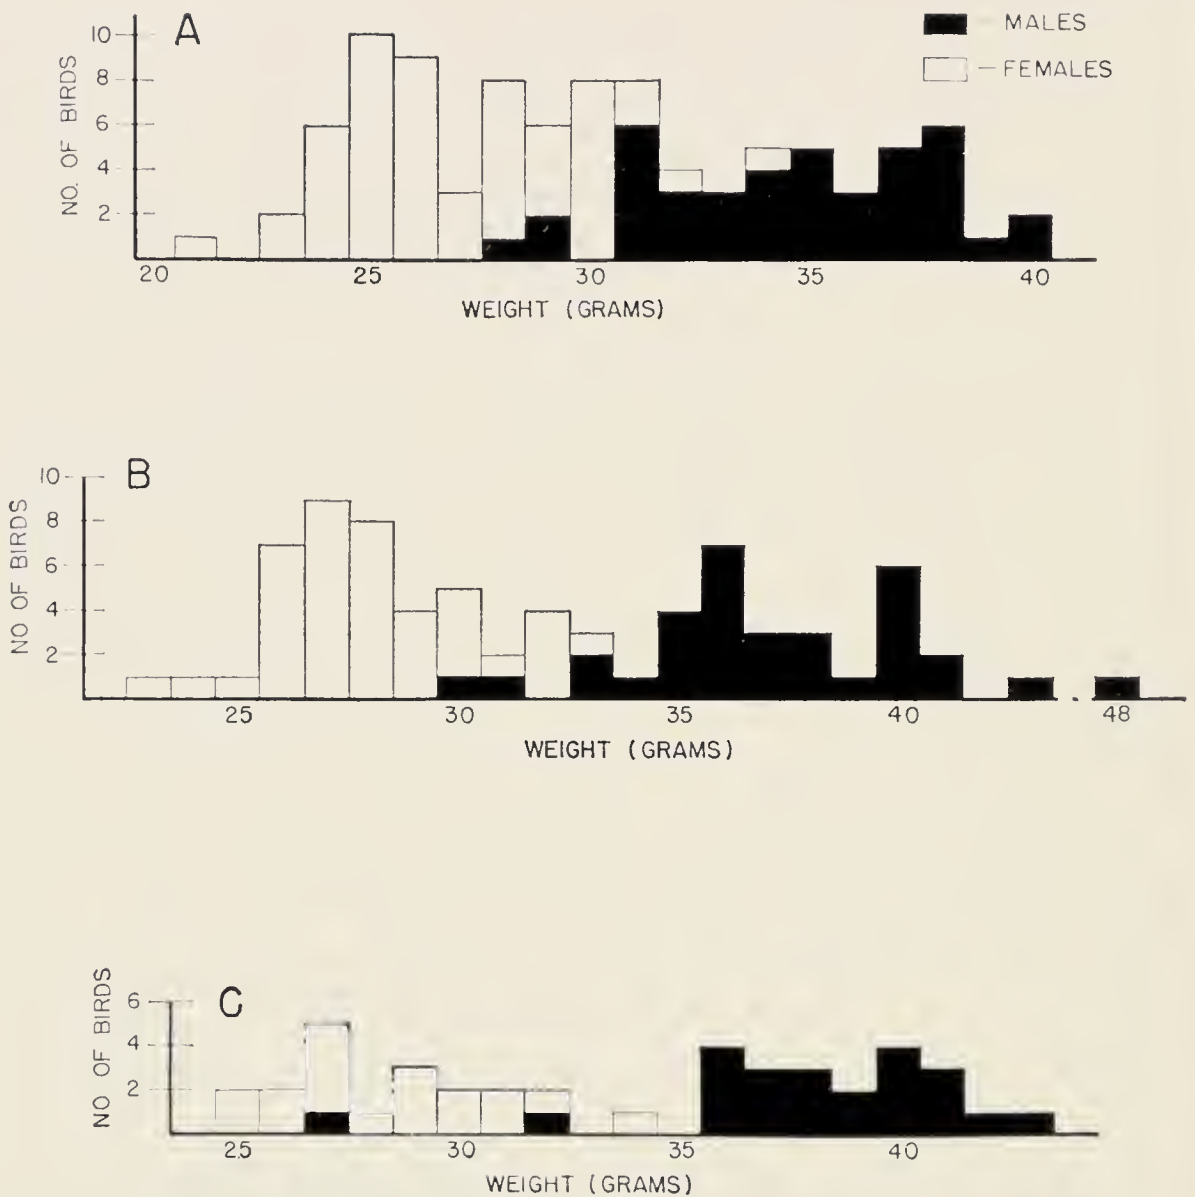 A
MALES
— FEMALES
NO. OF BIRDS
10
8
6
4
2
20 25 30 35 40
WEIGHT (GRAMS)
B
NO OF BIRDS
10
8
6
4
2
25 30 35 40 48
WEIGHT (GRAMS)
C
NO OF BIRDS
6
4
2
25 30 35 40
WEIGHT (GRAMS)